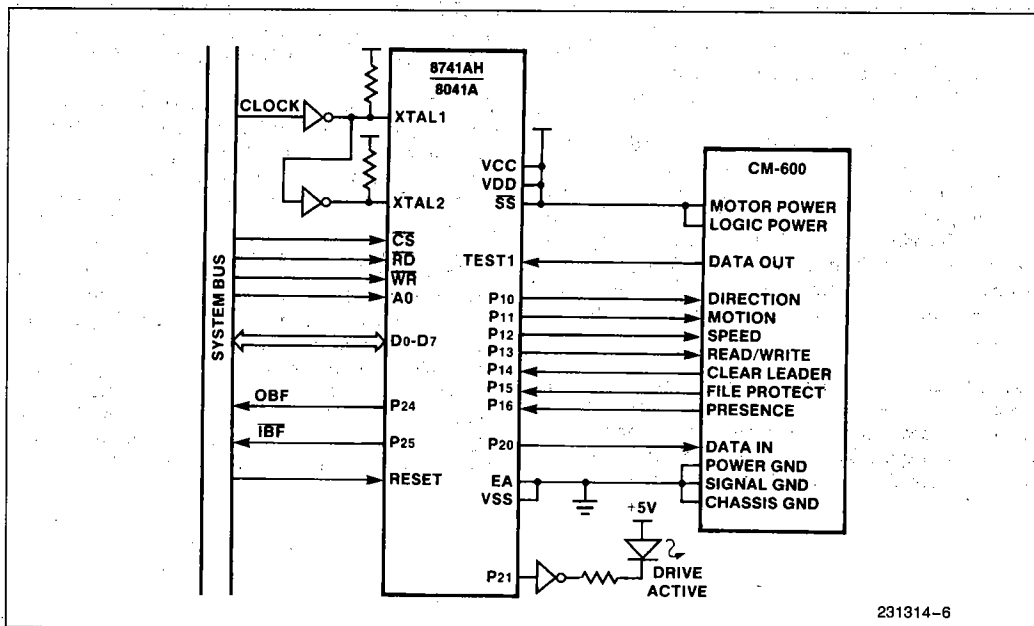 8741AH
8041A
CLOCK
XTAL1
XTAL2
CS
RD
WR
A0
D0-D7
OBF
P24
IBF
P25
RESET
SYSTEM BUS
VCC
VDD
SS
TEST1
P10
P11
P12
P13
P14
P15
P16
P20
EA
VSS
P21
+5V
DRIVE
ACTIVE
CM-600
MOTOR POWER
LOGIC POWER
DATA OUT
DIRECTION
MOTION
SPEED
READ/WRITE
CLEAR LEADER
FILE PROTECT
PRESENCE
DATA IN
POWER GND
SIGNAL GND
CHASSIS GND
231314-6